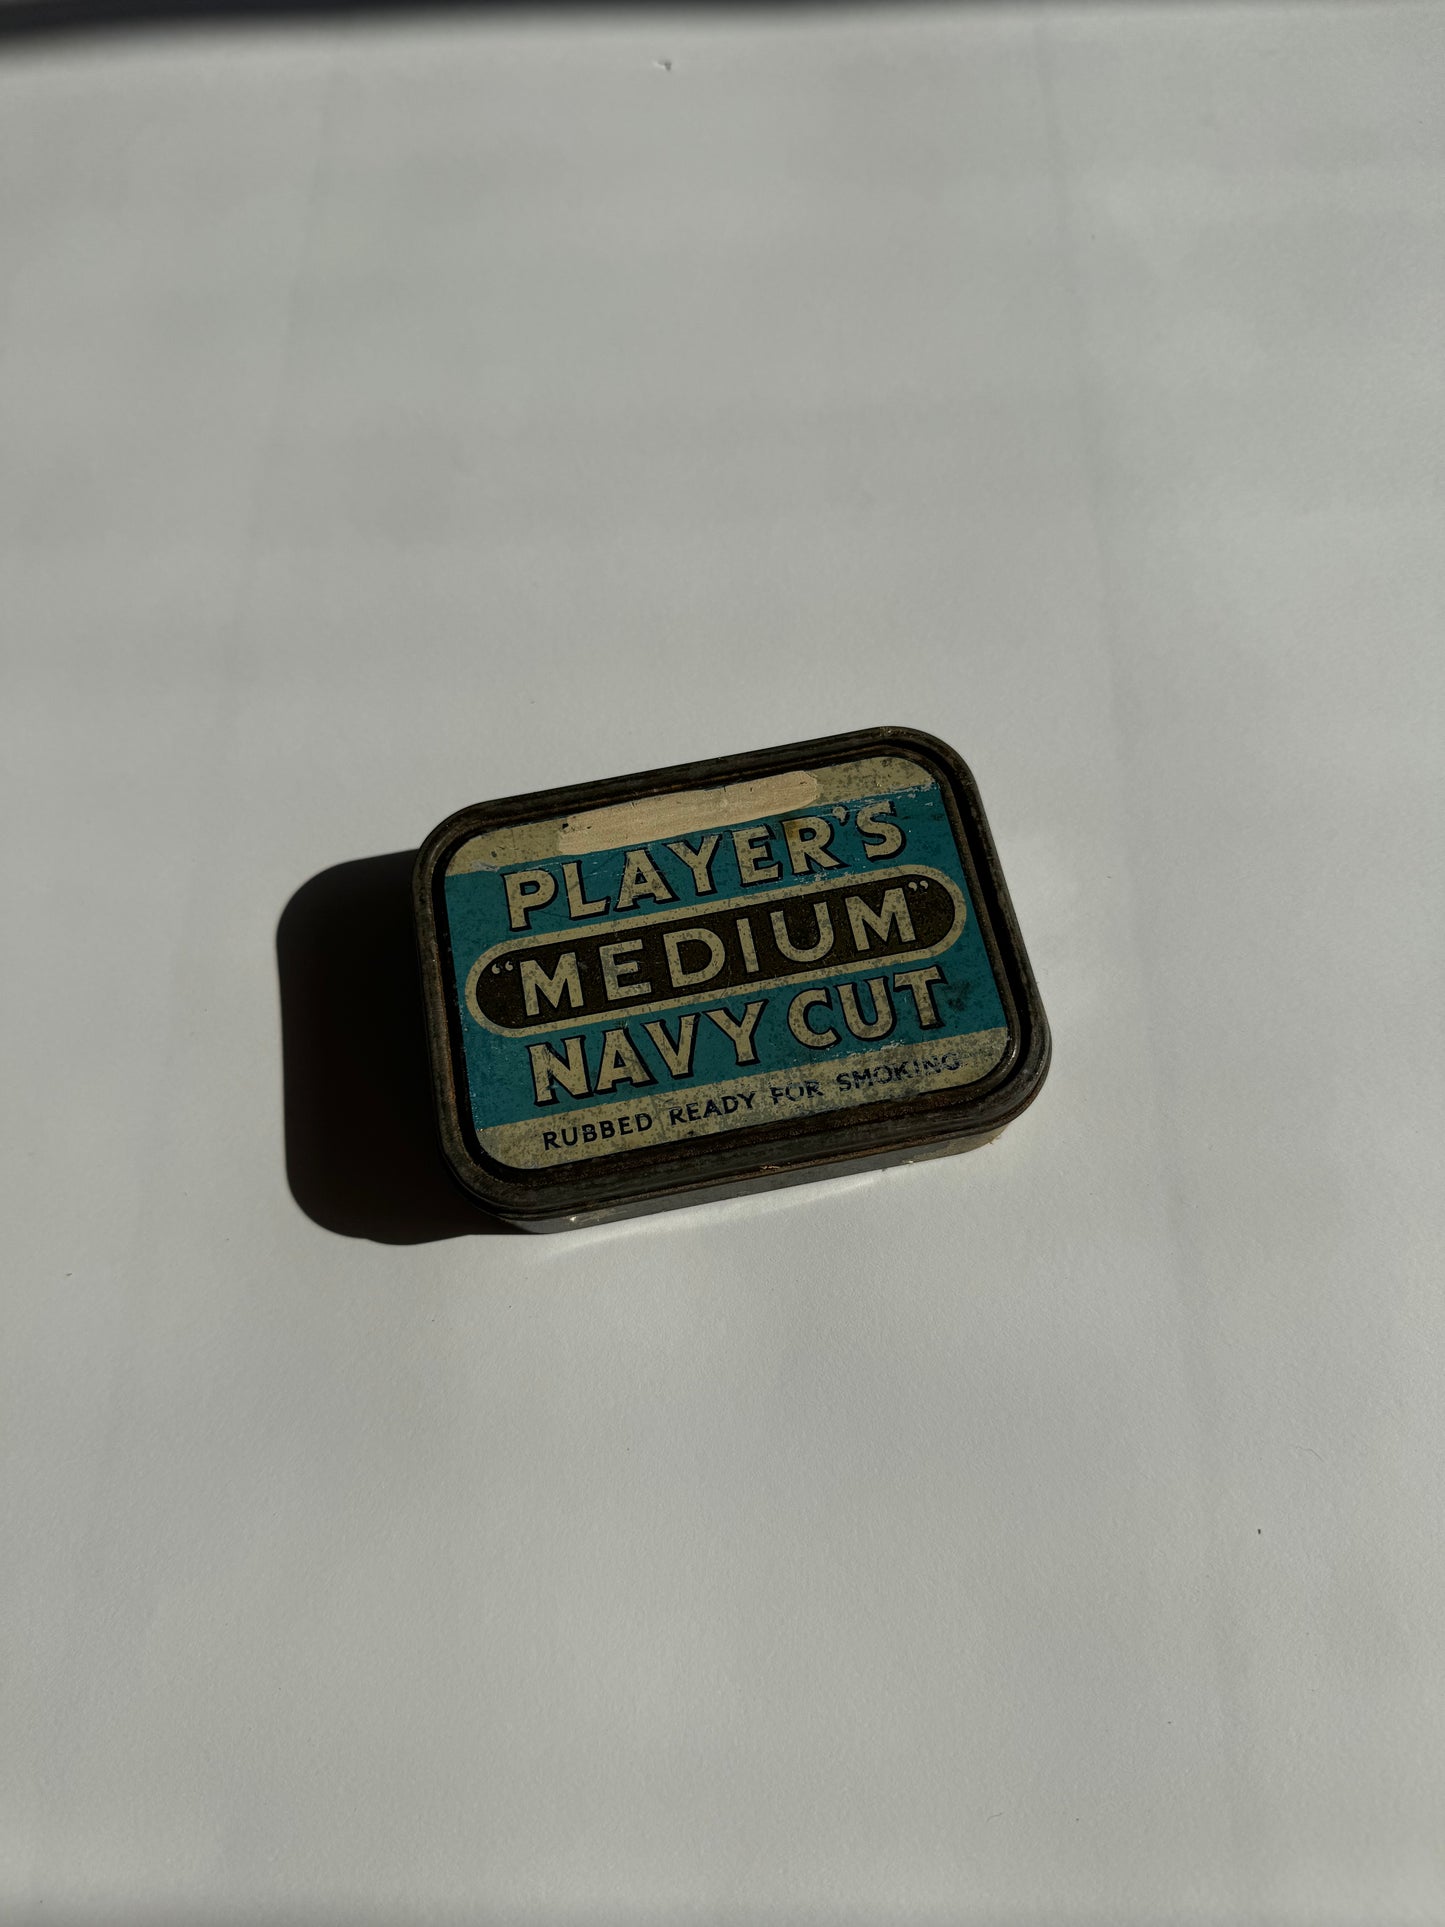 PLAYER'S
"MEDIUM"
NAVY CUT
RUBBED READY FOR SMOKING